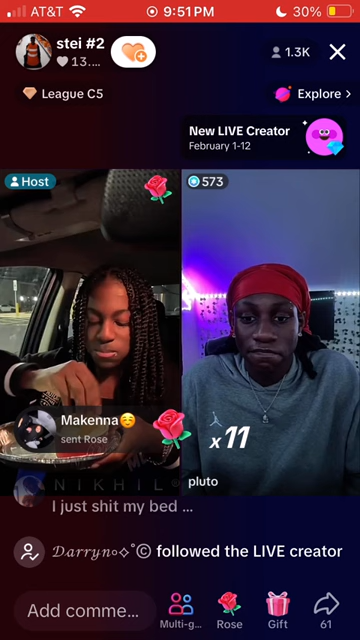 AT&T
9:51PM
30%
stei #2
13....
1.3K
League C5
Explore >
New LIVE Creator
February 1-12
Host
573
Makenna☺️
sent Rose
x11
pluto
N I K H I L
I just shit my bed ...
𝓓𝓪𝓻𝓻𝔂𝓷∘✧˚© followed the LIVE creator
Add comme...
Multi-g...
Rose
Gift
61